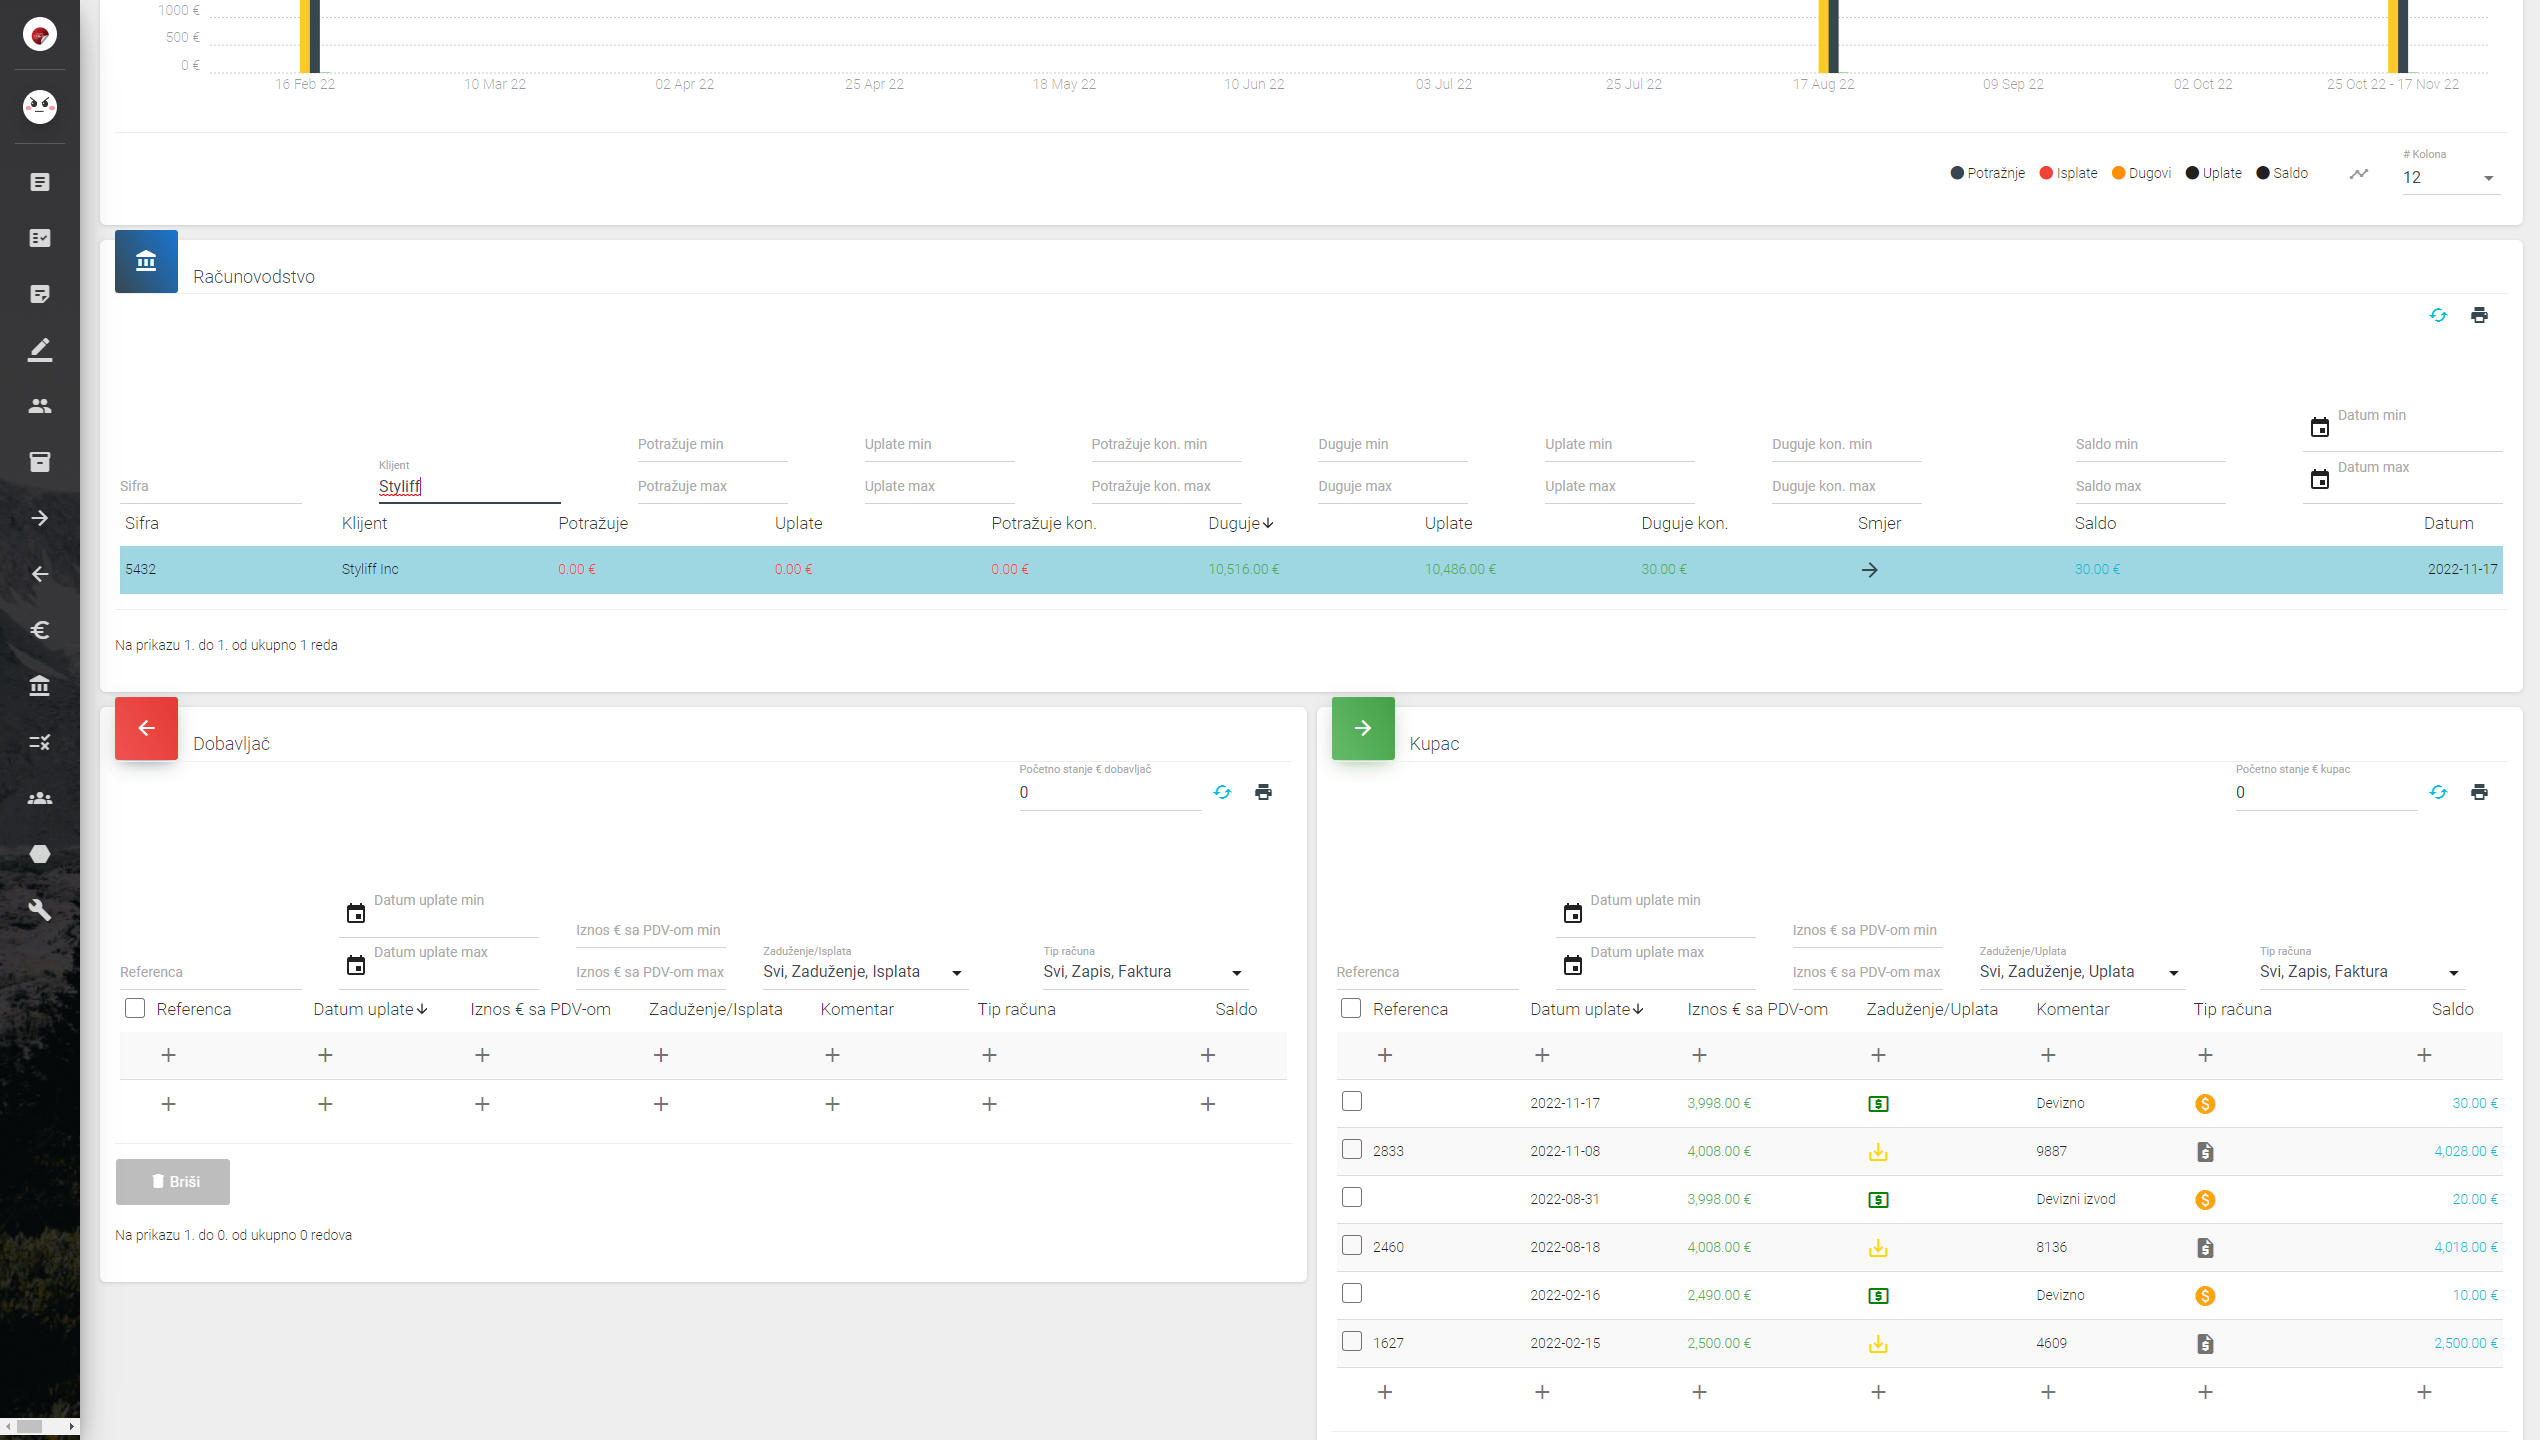 1000 €
500 €
0 €
16 Feb 22 10 Mar 22 02 Apr 22 25 Apr 22 18 May 22 10 Jun 22 03 Jul 22 25 Jul 22 17 Aug 22 09 Sep 22 02 Oct 22 25 Oct 22 - 17 Nov 22
# Kolona
Potražnje Isplate Dugovi Uplate Saldo 12
Računovodstvo
Datum min
Potražuje min Uplate min Potražuje kon. min Duguje min Uplate min Duguje kon. min Saldo min
Klijent Datum max
Sifra Styliff Potražuje max Uplate max Potražuje kon. max Duguje max Uplate max Duguje kon. max Saldo max
Sifra Klijent Potražuje Uplate Potražuje kon. Duguje Uplate Duguje kon. Smjer Saldo Datum
5432 Styliff Inc 0.00 € 0.00 € 0.00 € 10,516.00 € 10,486.00 € 30.00 € 30.00 € 2022-11-17
Na prikazu 1. do 1. od ukupno 1 reda
Dobavljač
Početno stanje € dobavljač
0
Datum uplate min
Iznos € sa PDV-om min
Datum uplate max Zaduženje/Isplata Tip računa
Referenca Iznos € sa PDV-om max Svi, Zaduženje, Isplata Svi, Zapis, Faktura
Referenca Datum uplate Iznos € sa PDV-om Zaduženje/Isplata Komentar Tip računa Saldo
Briši
Na prikazu 1. do 0. od ukupno 0 redova
Kupac
Početno stanje € kupac
0
Datum uplate min
Iznos € sa PDV-om min
Datum uplate max Zaduženje/Uplata Tip računa
Referenca Iznos € sa PDV-om max Svi, Zaduženje, Uplata Svi, Zapis, Faktura
Referenca Datum uplate Iznos € sa PDV-om Zaduženje/Uplata Komentar Tip računa Saldo
2022-11-17 3,998.00 € Devizno 30.00 €
2833 2022-11-08 4,008.00 € 9887 4,028.00 €
2022-08-31 3,998.00 € Devizni izvod 20.00 €
2460 2022-08-18 4,008.00 € 8136 4,018.00 €
2022-02-16 2,490.00 € Devizno 10.00 €
1627 2022-02-15 2,500.00 € 4609 2,500.00 €